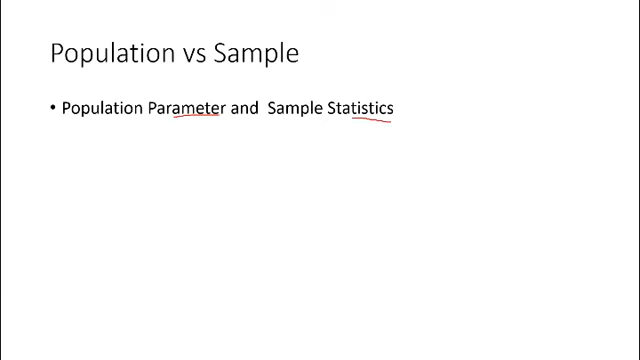 Population vs Sample
• Population Parameter and Sample Statistics